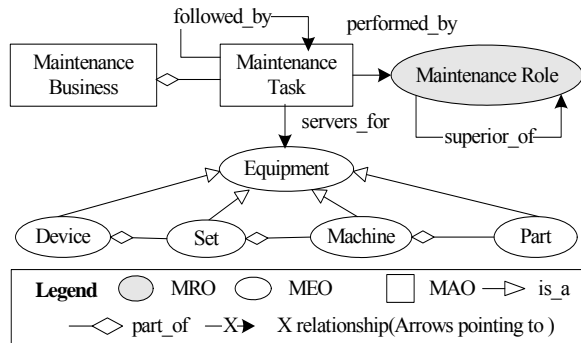 followed_by
performed_by
Maintenance
Business
Maintenance
Task
Maintenance Role
servers_for
superior_of
Equipment
Device
Set
Machine
Part
Legend
MRO
MEO
MAO
is_a
part_of
X
X relationship(Arrows pointing to )